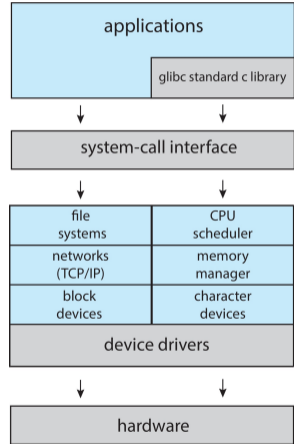 applications
glibc standard c library
system-call interface
file
systems
CPU
scheduler
networks
(TCP/IP)
memory
manager
block
devices
character
devices
device drivers
hardware